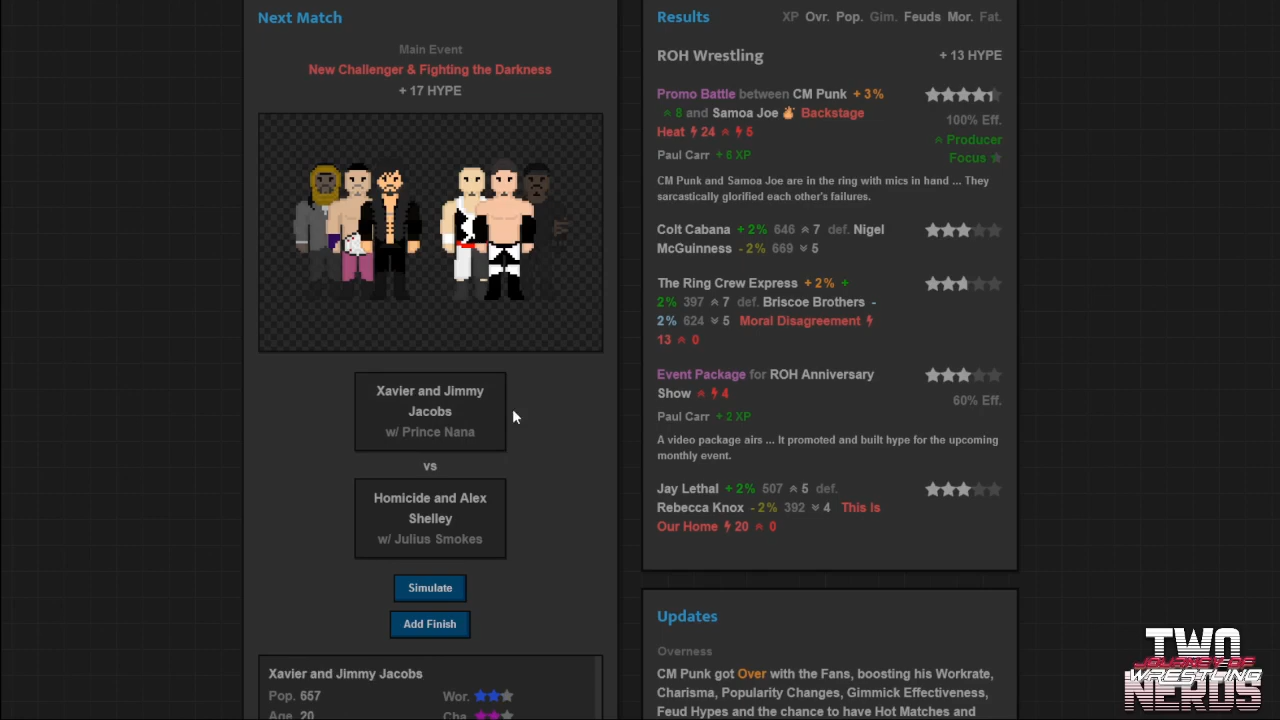 Next Match
Main Event
New Challenger & Fighting the Darkness
+ 17 HYPE
Xavier and Jimmy
Jacobs
w/ Prince Nana
vs
Homicide and Alex
Shelley
w/ Julius Smokes
Simulate
Add Finish
Xavier and Jimmy Jacobs
Pop. 657 Wor.
Age. 20 Cha
Results XP Ovr. Pop. Gim. Feuds Mor. Fat.
ROH Wrestling + 13 HYPE
Promo Battle between CM Punk + 3%
8 and Samoa Joe Backstage
Heat 24 5
100% Eff.
Producer
Focus
Paul Carr + 6 XP
CM Punk and Samoa Joe are in the ring with mics in hand ... They
sarcastically glorified each other's failures.
Colt Cabana + 2% 646 7 def. Nigel
McGuinness - 2% 669 5
The Ring Crew Express + 2% +
2% 397 7 def. Briscoe Brothers -
2% 624 5 Moral Disagreement
13 0
Event Package for ROH Anniversary
Show 4
60% Eff.
Paul Carr + 2 XP
A video package airs ... It promoted and built hype for the upcoming
monthly event.
Jay Lethal + 2% 507 5 def.
Rebecca Knox - 2% 392 4 This Is
Our Home 20 0
Updates
Overness
CM Punk got Over with the Fans, boosting his Workrate,
Charisma, Popularity Changes, Gimmick Effectiveness,
Feud Hypes and the chance to have Hot Matches and
TWO
JOURNEY OF
WRESTLING
NERDS